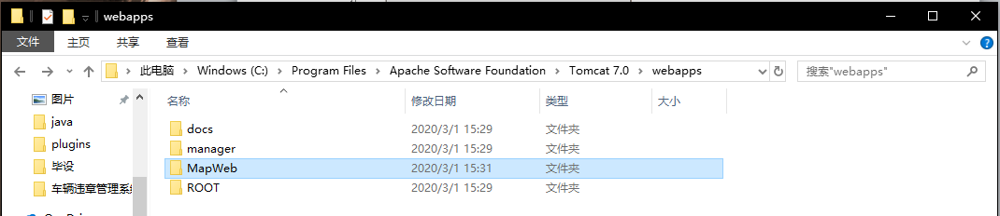 webapps
文件 主页 共享 查看
此电脑 Windows (C:) Program Files Apache Software Foundation Tomcat 7.0 webapps 搜索"webapps"
名称 修改日期 类型 大小
图片
java
plugins
毕设
车辆违章管理系统
docs 2020/3/1 15:29 文件夹
manager 2020/3/1 15:29 文件夹
MapWeb 2020/3/1 15:31 文件夹
ROOT 2020/3/1 15:29 文件夹